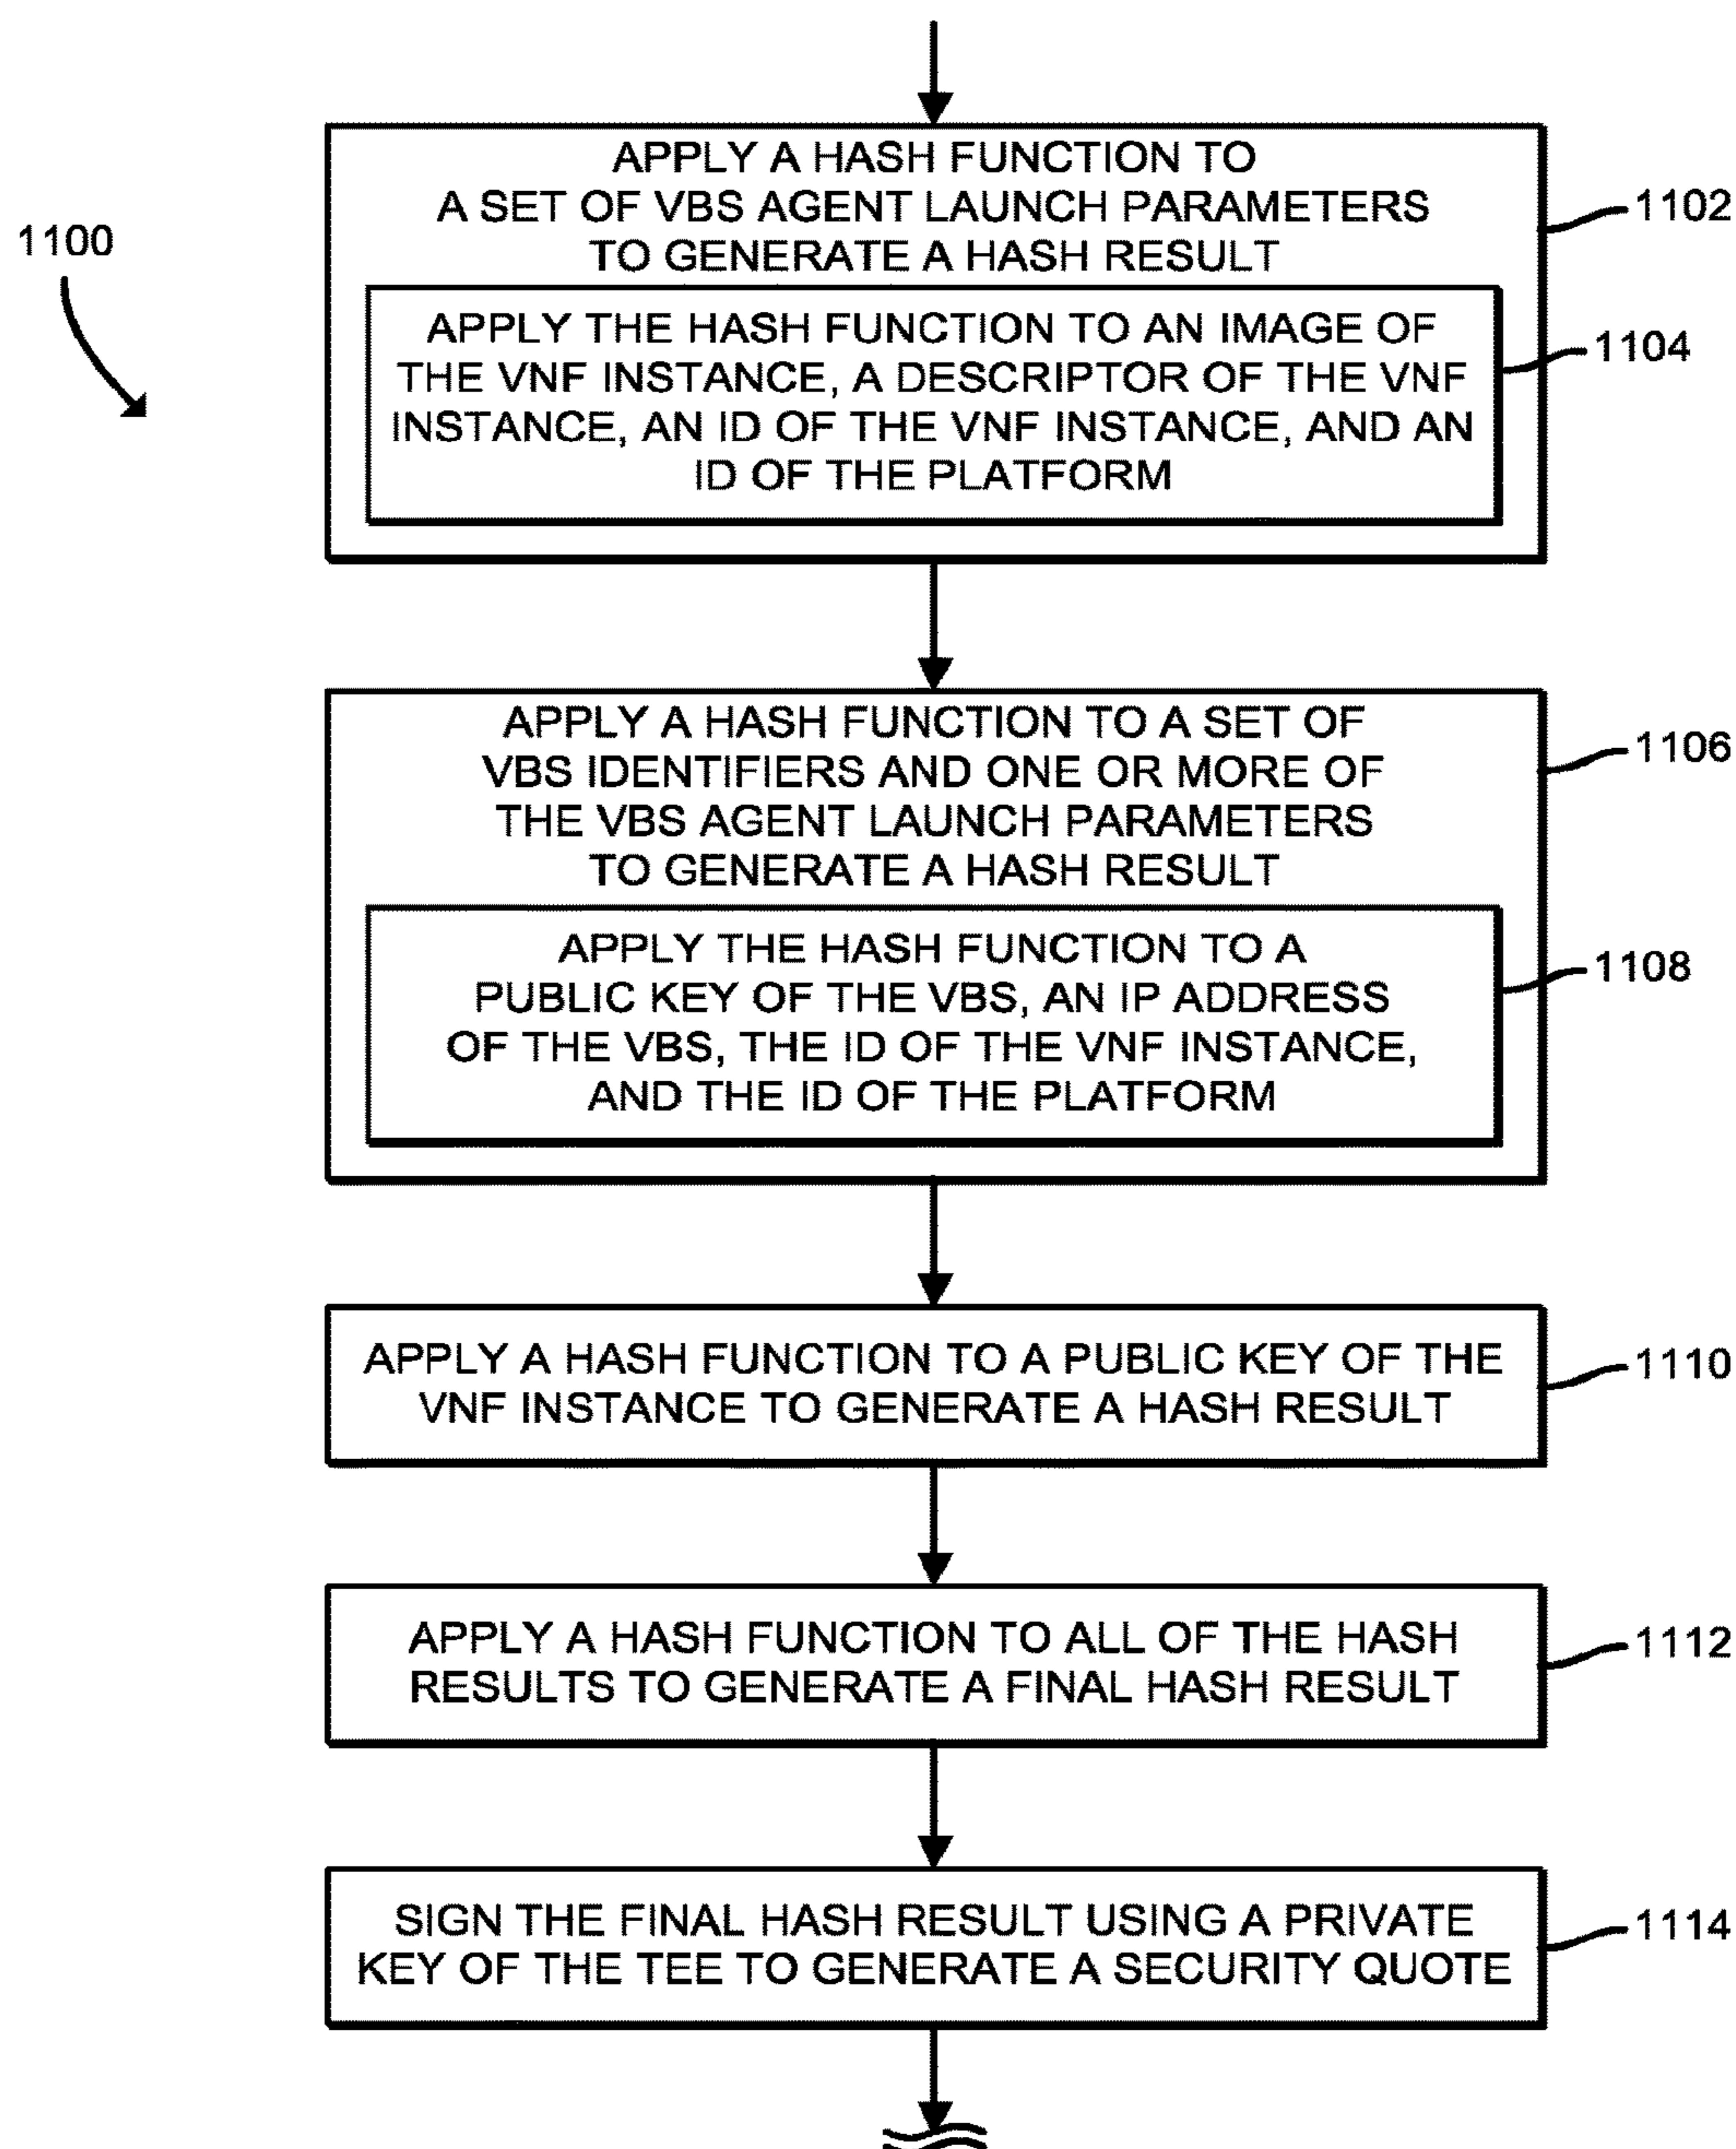 1100
APPLY A HASH FUNCTION TO
A SET OF VBS AGENT LAUNCH PARAMETERS
TO GENERATE A HASH RESULT
1102
APPLY THE HASH FUNCTION TO AN IMAGE OF
THE VNF INSTANCE, A DESCRIPTOR OF THE VNF
INSTANCE, AN ID OF THE VNF INSTANCE, AND AN
ID OF THE PLATFORM
1104
APPLY A HASH FUNCTION TO A SET OF
VBS IDENTIFIERS AND ONE OR MORE OF
THE VBS AGENT LAUNCH PARAMETERS
TO GENERATE A HASH RESULT
1106
APPLY THE HASH FUNCTION TO A
PUBLIC KEY OF THE VBS, AN IP ADDRESS
OF THE VBS, THE ID OF THE VNF INSTANCE,
AND THE ID OF THE PLATFORM
1108
APPLY A HASH FUNCTION TO A PUBLIC KEY OF THE
VNF INSTANCE TO GENERATE A HASH RESULT
1110
APPLY A HASH FUNCTION TO ALL OF THE HASH
RESULTS TO GENERATE A FINAL HASH RESULT
1112
SIGN THE FINAL HASH RESULT USING A PRIVATE
KEY OF THE TEE TO GENERATE A SECURITY QUOTE
1114